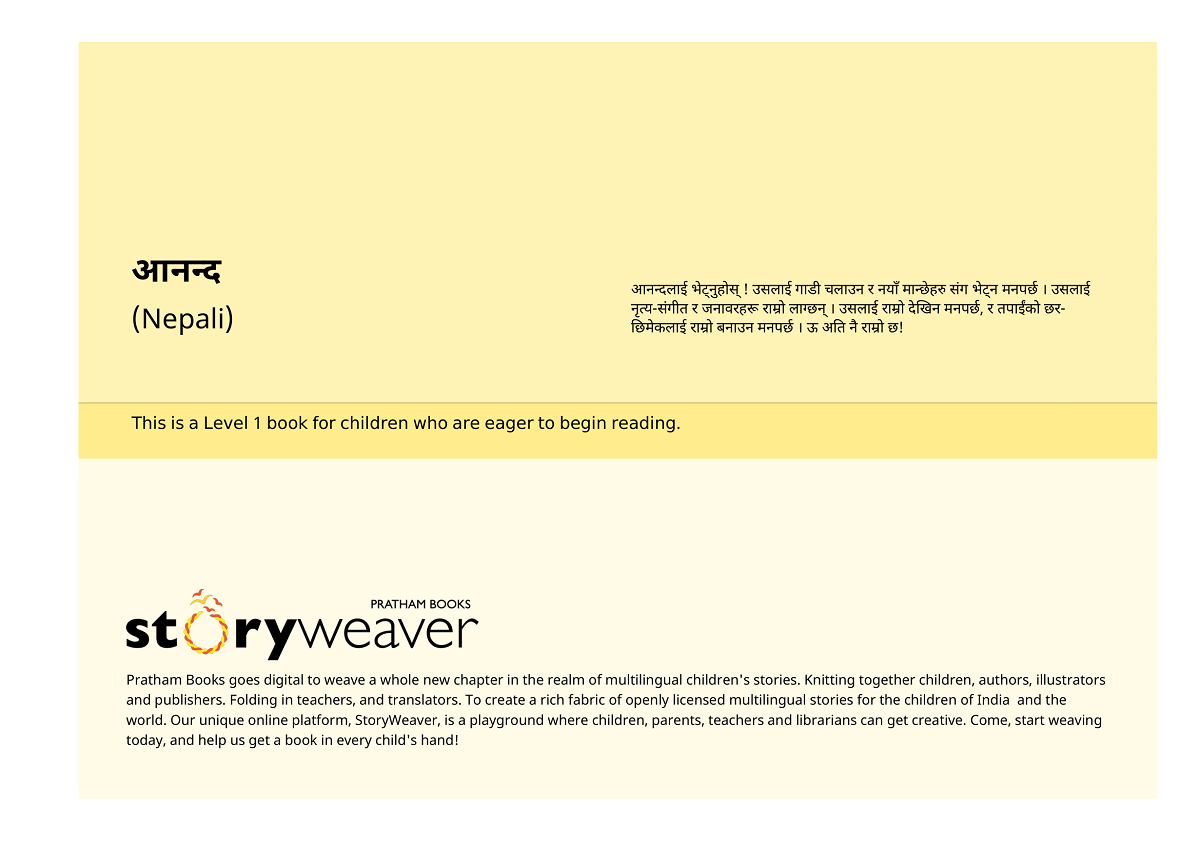 आनन्द
(Nepali)
आनन्दलाई भेट्नुहोस् ! उसलाई गाडी चलाउन र नयाँ मान्छेहरु संग भेट्न मनपर्छ । उसलाई
नृत्य-संगीत र जनावरहरू राम्रो लाग्छन् । उसलाई राम्रो देखिन मनपर्छ, र तपाईंको छर-
छिमेकलाई राम्रो बनाउन मनपर्छ । ऊ अति नै राम्रो छ!
This is a Level 1 book for children who are eager to begin reading.
PRATHAM BOOKS
storyweaver
Pratham Books goes digital to weave a whole new chapter in the realm of multilingual children's stories. Knitting together children, authors, illustrators
and publishers. Folding in teachers, and translators. To create a rich fabric of openly licensed multilingual stories for the children of India and the
world. Our unique online platform, StoryWeaver, is a playground where children, parents, teachers and librarians can get creative. Come, start weaving
today, and help us get a book in every child's hand!